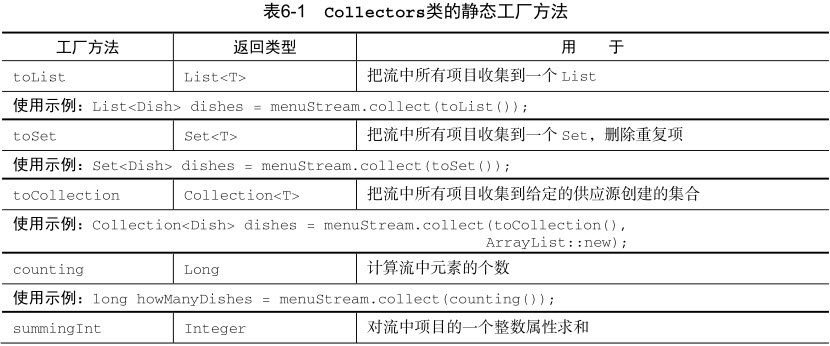 表6-1 Collectors类的静态工厂方法
工厂方法 返回类型 用 于
toList List<T> 把流中所有项目收集到一个 List
使用示例：List<Dish> dishes = menuStream.collect(toList());
toSet Set<T> 把流中所有项目收集到一个 Set，删除重复项
使用示例：Set<Dish> dishes = menuStream.collect(toSet());
toCollection Collection<T> 把流中所有项目收集到给定的供应源创建的集合
使用示例：Collection<Dish> dishes = menuStream.collect(toCollection(),
ArrayList::new);
counting Long 计算流中元素的个数
使用示例：long howManyDishes = menuStream.collect(counting());
summingInt Integer 对流中项目的一个整数属性求和